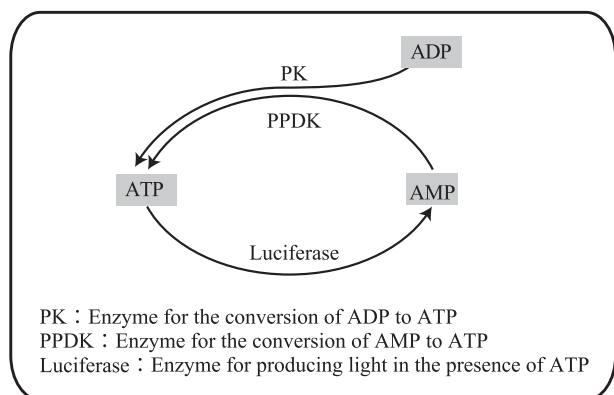 ADP
PK
PPDK
ATP
AMP
Luciferase
PK：Enzyme for the conversion of ADP to ATP
PPDK：Enzyme for the conversion of AMP to ATP
Luciferase：Enzyme for producing light in the presence of ATP